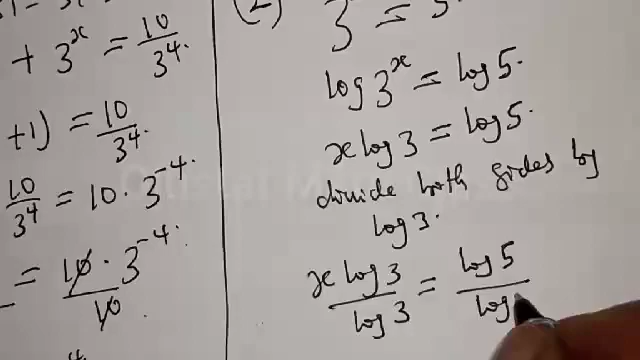 + 3^x = 10/3^4.
+1) = 10/3^4.
10/3^4 = 10 · 3^-4.
= 10 · 3^-4/10.
(2) 3 = 5.
log 3^x = log 5.
x log 3 = log 5.
divide both sides by
log 3.
x log 3/log 3 = log 5/log